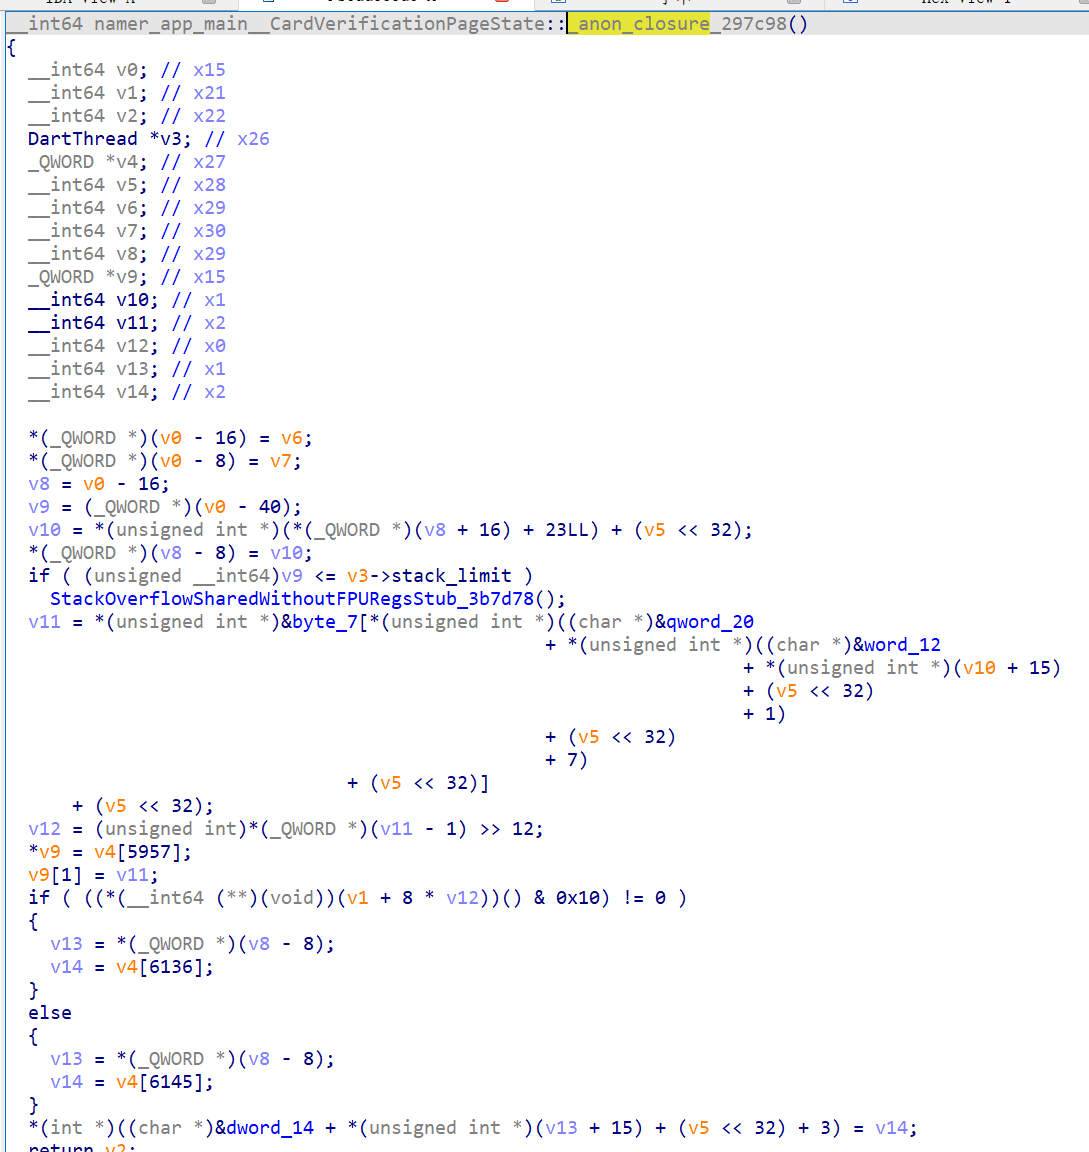 __int64 namer_app_main__CardVerificationPageState::_anon_closure_297c98()
{
  __int64 v0; // x15
  __int64 v1; // x21
  __int64 v2; // x22
  DartThread *v3; // x26
  _QWORD *v4; // x27
  __int64 v5; // x28
  __int64 v6; // x29
  __int64 v7; // x30
  __int64 v8; // x29
  _QWORD *v9; // x15
  __int64 v10; // x1
  __int64 v11; // x2
  __int64 v12; // x0
  __int64 v13; // x1
  __int64 v14; // x2
  *(_QWORD *)(v0 - 16) = v6;
  *(_QWORD *)(v0 - 8) = v7;
  v8 = v0 - 16;
  v9 = (_QWORD *)(v0 - 40);
  v10 = *(unsigned int *)(*(_QWORD *)(v8 + 16) + 23LL) + (v5 << 32);
  *(_QWORD *)(v8 - 8) = v10;
  if ( (unsigned __int64)v9 <= v3->stack_limit )
    StackOverflowSharedWithoutFPURegsStub_3b7d78();
  v11 = *(unsigned int *)&byte_7[*(unsigned int *)((char *)&qword_20
                                                 + *(unsigned int *)((char *)&word_12
                                                                   + *(unsigned int *)(v10 + 15)
                                                                   + (v5 << 32)
                                                                   + 1)
                                                 + (v5 << 32)
                                                 + 7)
                               + (v5 << 32)]
      + (v5 << 32);
  v12 = (unsigned int)*(_QWORD *)(v11 - 1) >> 12;
  *v9 = v4[5957];
  v9[1] = v11;
  if ( ((*(__int64 (**)(void))(v1 + 8 * v12))() & 0x10) != 0 )
  {
    v13 = *(_QWORD *)(v8 - 8);
    v14 = v4[6136];
  }
  else
  {
    v13 = *(_QWORD *)(v8 - 8);
    v14 = v4[6145];
  }
  *(int *)((char *)&dword_14 + *(unsigned int *)(v13 + 15) + (v5 << 32) + 3) = v14;
  return v2;